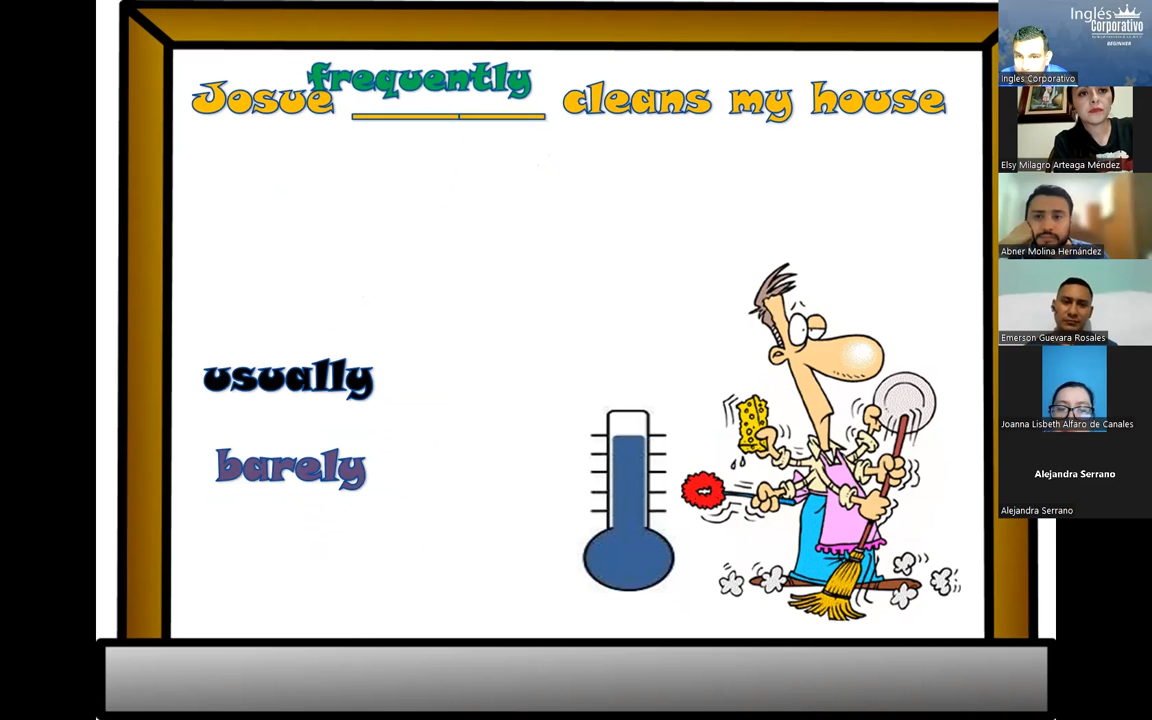 frequently
Josue ________ cleans my house
usually
barely
Inglés
Corporativo
BEGINNER
Ingles Corporativo
Elsy Milagro Arteaga Méndez
Abner Molina Hernández
Emerson Guevara Rosales
Joanna Lisbeth Alfaro de Canales
Alejandra Serrano
Alejandra Serrano